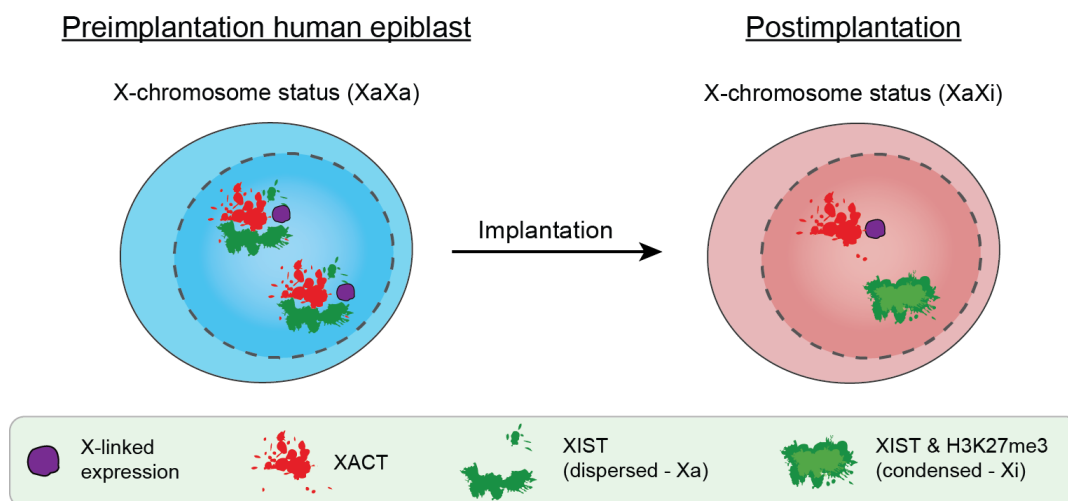 Preimplantation human epiblast
Postimplantation
X-chromosome status (XaXa)
X-chromosome status (XaXi)
Implantation
X-linked
expression
XACT
XIST
(dispersed - Xa)
XIST & H3K27me3
(condensed - Xi)